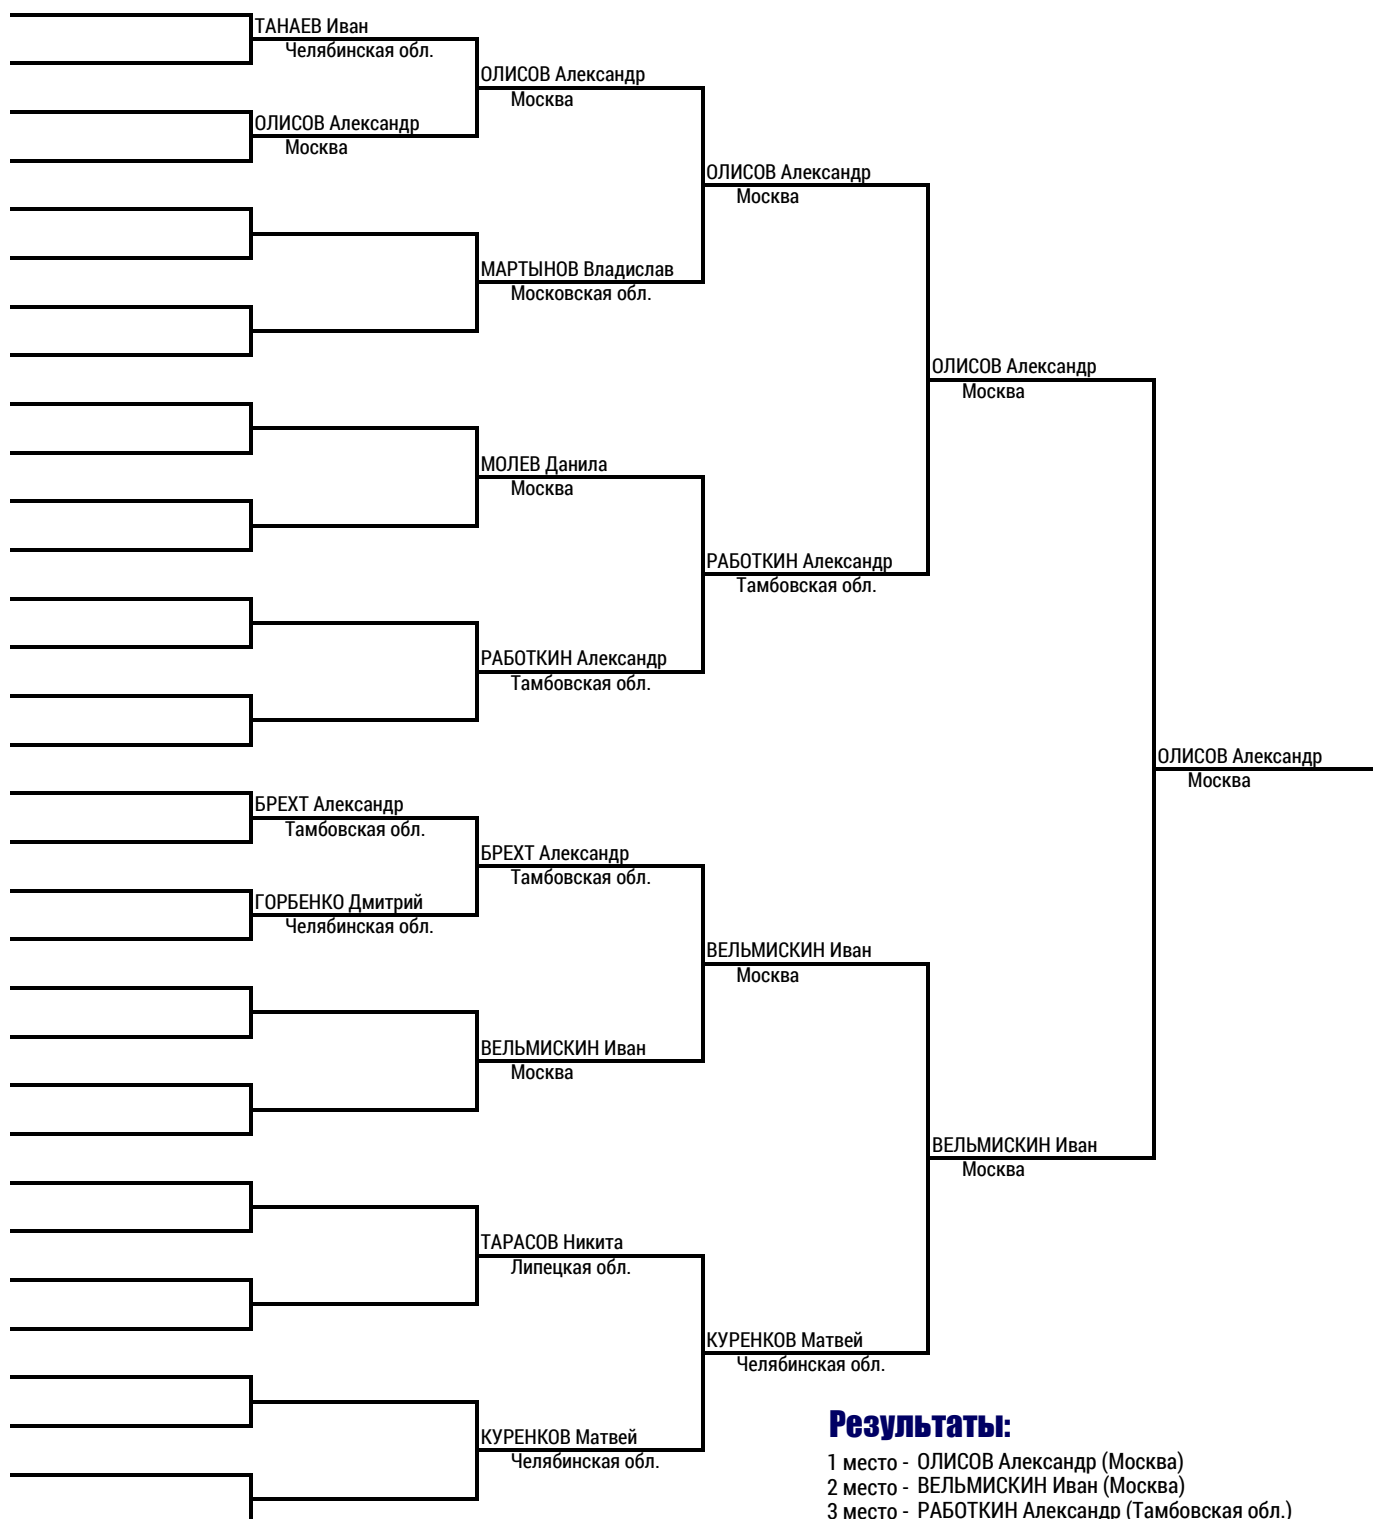 ТАНАЕВ Иван
Челябинская обл.
ОЛИСОВ Александр
Москва
ОЛИСОВ Александр
Москва
ОЛИСОВ Александр
Москва
МАРТЫНОВ Владислав
Московская обл.
ОЛИСОВ Александр
Москва
МОЛЕВ Данила
Москва
РАБОТКИН Александр
Тамбовская обл.
РАБОТКИН Александр
Тамбовская обл.
ОЛИСОВ Александр
Москва
БРЕХТ Александр
Тамбовская обл.
БРЕХТ Александр
Тамбовская обл.
ГОРБЕНКО Дмитрий
Челябинская обл.
ВЕЛЬМИСКИН Иван
Москва
ВЕЛЬМИСКИН Иван
Москва
ВЕЛЬМИСКИН Иван
Москва
ТАРАСОВ Никита
Липецкая обл.
КУРЕНКОВ Матвей
Челябинская обл.
КУРЕНКОВ Матвей
Челябинская обл.
Результаты:
1 место - ОЛИСОВ Александр (Москва)
2 место - ВЕЛЬМИСКИН Иван (Москва)
3 место - РАБОТКИН Александр (Тамбовская обл.)